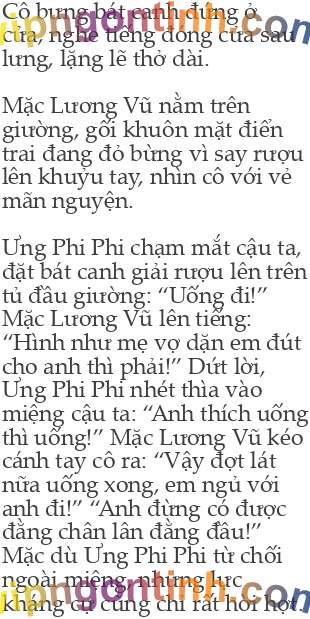 Cô bưng bát canh đứng ở
cửa, nghe tiếng đóng cửa sau
lưng, lặng lẽ thở dài.
Mặc Lương Vũ nằm trên
giường, gối khuôn mặt điển
trai đang đỏ bừng vì say rượu
lên khuỷu tay, nhìn cô với vẻ
mãn nguyện.
Ưng Phi Phi chạm mắt cậu ta,
đặt bát canh giải rượu lên trên
tủ đầu giường: “Uống đi!”
Mặc Lương Vũ lên tiếng:
“Hình như mẹ vợ dặn em đút
cho anh thì phải!” Dứt lời,
Ưng Phi Phi nhét thìa vào
miệng cậu ta: “Anh thích uống
thì uống!” Mặc Lương Vũ kéo
cánh tay cô ra: “Vậy đợt lát
nữa uống xong, em ngủ với
anh đi!” “Anh đừng có được
đằng chân lân đằng đầu!”
Mặc dù Ưng Phi Phi từ chối
ngoài miệng, nhưng lực
kháng cự cũng chỉ rất hời hợt.
vipngontinh.com
vipngontinh.com